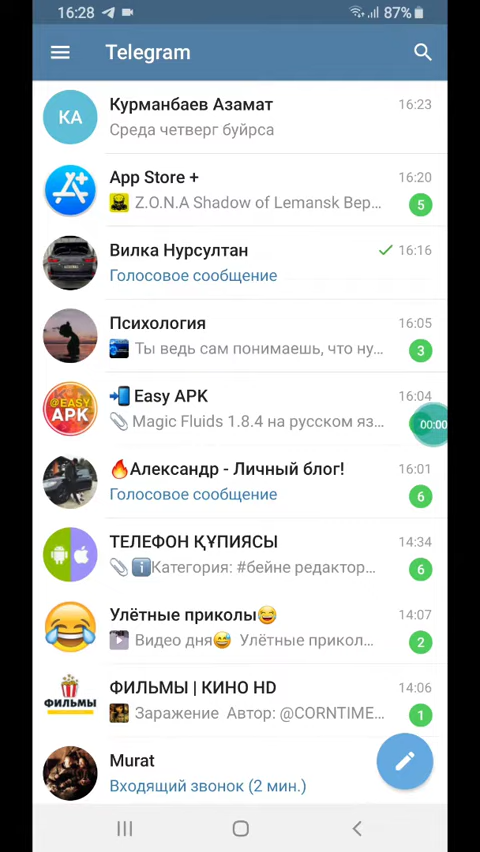 16:28 87%
Telegram
КА Курманбаев Азамат 16:23
Среда четверг буйрса
App Store + 16:20
Z.O.N.A Shadow of Lemansk Вер... 5
Вилка Нурсултан 16:16
Голосовое сообщение
Психология 16:05
Ты ведь сам понимаешь, что ну... 3
@EASY APK Easy APK 16:04
Magic Fluids 1.8.4 на русском яз... 00:00
🔥Александр - Личный блог! 16:01
Голосовое сообщение 6
ТЕЛЕФОН ҚҰПИЯСЫ 14:34
ℹ️Категория: #бейне редактор... 6
Улётные приколы😅 14:07
Видео дня😅 Улётные прикол... 2
ФИЛЬМЫ ФИЛЬМЫ | КИНО HD 14:06
Заражение Автор: @CORNTIME... 1
Murat
Входящий звонок (2 мин.)